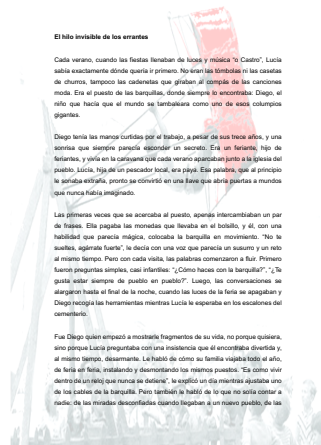 El hilo invisible de los errantes
Cada verano, cuando las fiestas llenaban de luces y música "o Castro", Lucía
sabía exactamente dónde quería ir primero. No eran las tómbolas ni las casetas
de churros, tampoco las cadenetas que giraban al compás de las canciones
moda. Era el puesto de las barquillas, donde siempre lo encontraba: Diego, el
niño que hacía que el mundo se tambaleara como uno de esos columpios
gigantes.
Diego tenía las manos curtidas por el trabajo, a pesar de sus trece años, y una
sonrisa que siempre parecía esconder un secreto. Era un feriante, hijo de
feriantes, y vivía en la caravana que cada verano aparcaban junto a la iglesia del
pueblo. Lucía, hija de un pescador local, era paya. Esa palabra, que al principio
le sonaba extraña, pronto se convirtió en una llave que abría puertas a mundos
que nunca había imaginado.
Las primeras veces que se acercaba al puesto, apenas intercambiaban un par
de frases. Ella pagaba las monedas que llevaba en el bolsillo, y él, con una
habilidad que parecía mágica, colocaba la barquilla en movimiento. "No te
sueltes, agárrate fuerte", le decía con una voz que parecía un susurro y un reto
al mismo tiempo. Pero con cada visita, las palabras comenzaron a fluir. Primero
fueron preguntas simples, casi infantiles: "¿Cómo haces con la barquilla?", "¿Te
gusta estar siempre de pueblo en pueblo?". Luego, las conversaciones se
alargaron hasta el final de la noche, cuando las luces de la feria se apagaban y
Diego recogía las herramientas mientras Lucía le esperaba en los escalones del
cementerio.
Fue Diego quien empezó a mostrarle fragmentos de su vida, no porque quisiera,
sino porque Lucía preguntaba con una insistencia que él encontraba divertida y,
al mismo tiempo, desarmante. Le habló de cómo su familia viajaba todo el año,
de feria en feria, instalando y desmontando los mismos puestos. "Es como vivir
dentro de un reloj que nunca se detiene", le explicó un día mientras ajustaba uno
de los cables de la barquilla. Pero también le habló de lo que no solía contar a
nadie: de las miradas desconfiadas cuando llegaban a un nuevo pueblo, de las